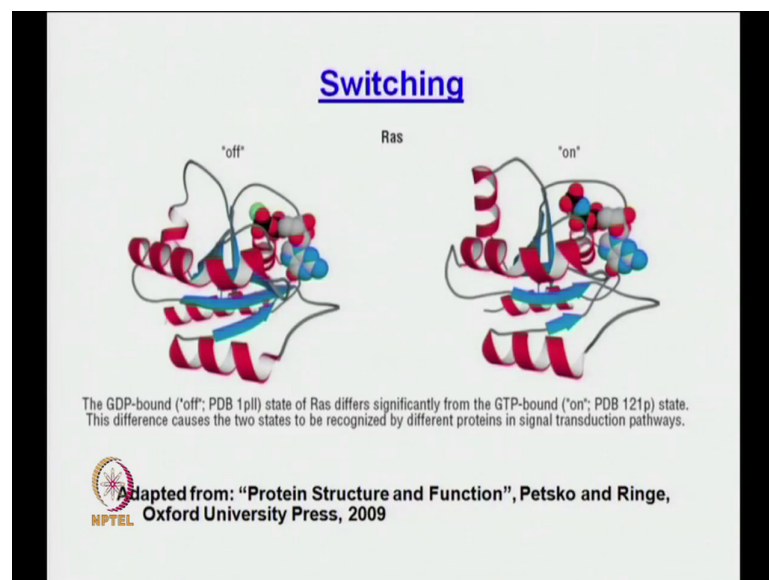 Switching
Ras
"off"
"on"
The GDP-bound ("off"; PDB 1pll) state of Ras differs significantly from the GTP-bound ("on"; PDB 121p) state.
This difference causes the two states to be recognized by different proteins in signal transduction pathways.
Adapted from: “Protein Structure and Function”, Petsko and Ringe,
Oxford University Press, 2009
NPTEL